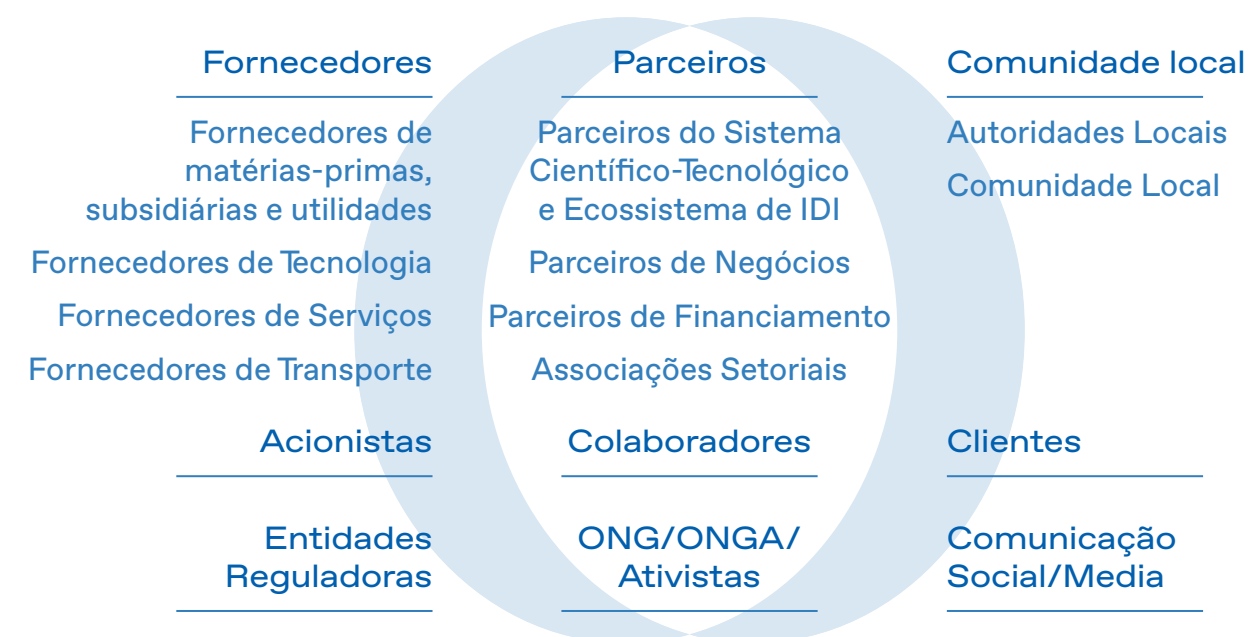 Fornecedores
Fornecedores de
matérias-primas,
subsidiárias e utilidades
Fornecedores de Tecnologia
Fornecedores de Serviços
Fornecedores de Transporte
Parceiros
Parceiros do Sistema
Científico-Tecnológico
e Ecossistema de IDI
Parceiros de Negócios
Parceiros de Financiamento
Associações Setoriais
Comunidade local
Autoridades Locais
Comunidade Local
Acionistas
Colaboradores
Clientes
Entidades
Reguladoras
ONG/ONGA/
Ativistas
Comunicação
Social/Media